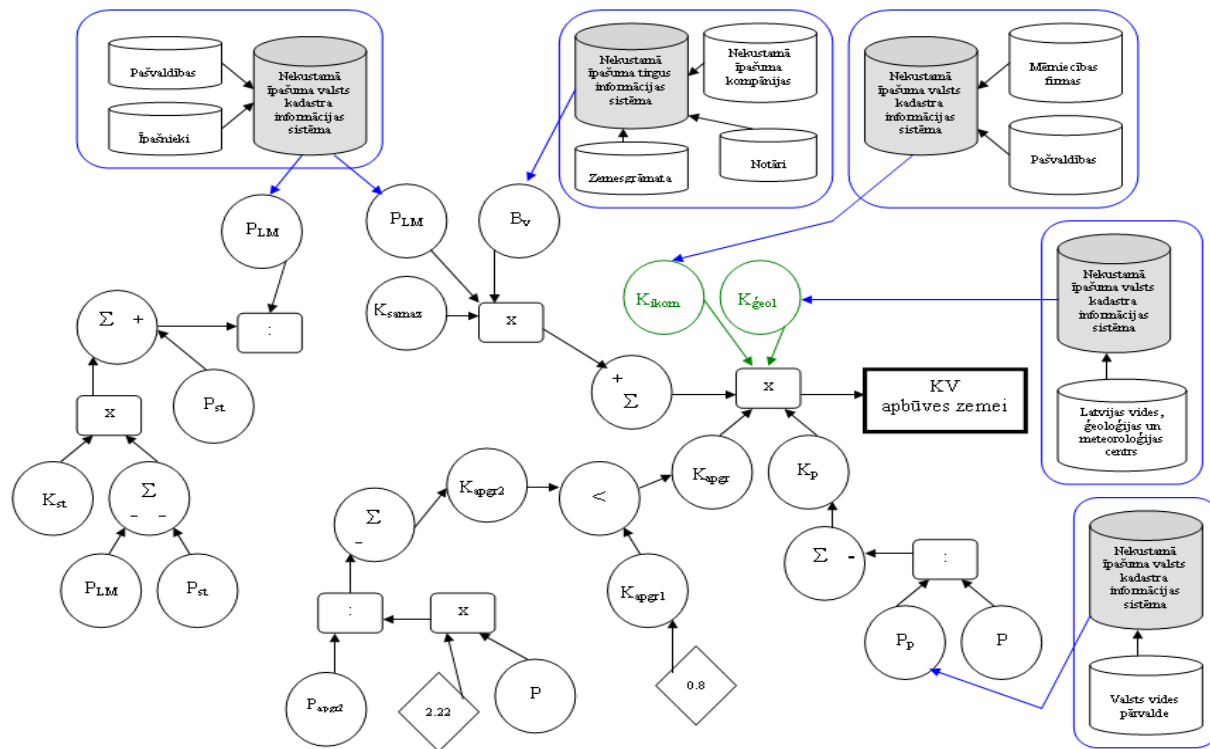 Pašvaldības
Īpašnieki
Nekustamā
īpašuma valsts
kadastra
informācijas
sistēma
Nekustamā
īpašuma tirgus
informācijas
sistēma
Nekustamā
īpašuma
kompānijas
Zemesgrāmata
Notāri
Nekustamā
īpašuma valsts
kadastra
informācijas
sistēma
Mērniecības
firmas
Pašvaldības
P_LM
P_LM
B_v
K_samaz
x
Σ +
:
P_st
x
K_st
Σ
- -
P_LM
P_st
K_ikom
K_ģeol
Nekustamā
īpašuma valsts
kadastra
informācijas
sistēma
Latvijas vides,
ģeoloģijas un
meteoroloģijas
centrs
+
Σ
x
KV
apbūves zemei
K_apgr2
<
K_apgr
K_p
Σ
-
Σ -
:
K_apgr1
:
x
P_p
P
P_apgr2
2.22
P
0.8
Nekustamā
īpašuma valsts
kadastra
informācijas
sistēma
Valsts vides
pārvalde